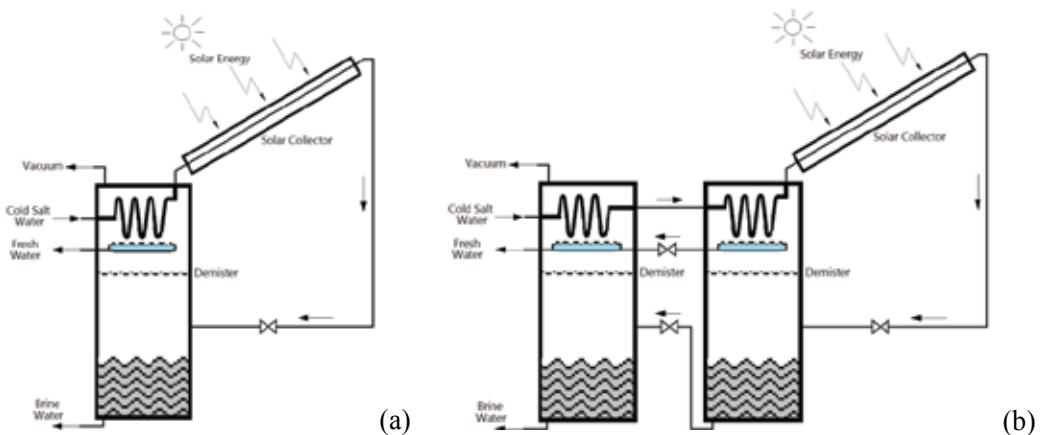 Solar Energy
Solar Collector
Vacuum
Cold Salt
Water
Fresh
Water
Demister
Brine
Water
(a)
Solar Energy
Solar Collector
Vacuum
Cold Salt
Water
Fresh
Water
Demister
Demister
Brine
Water
(b)